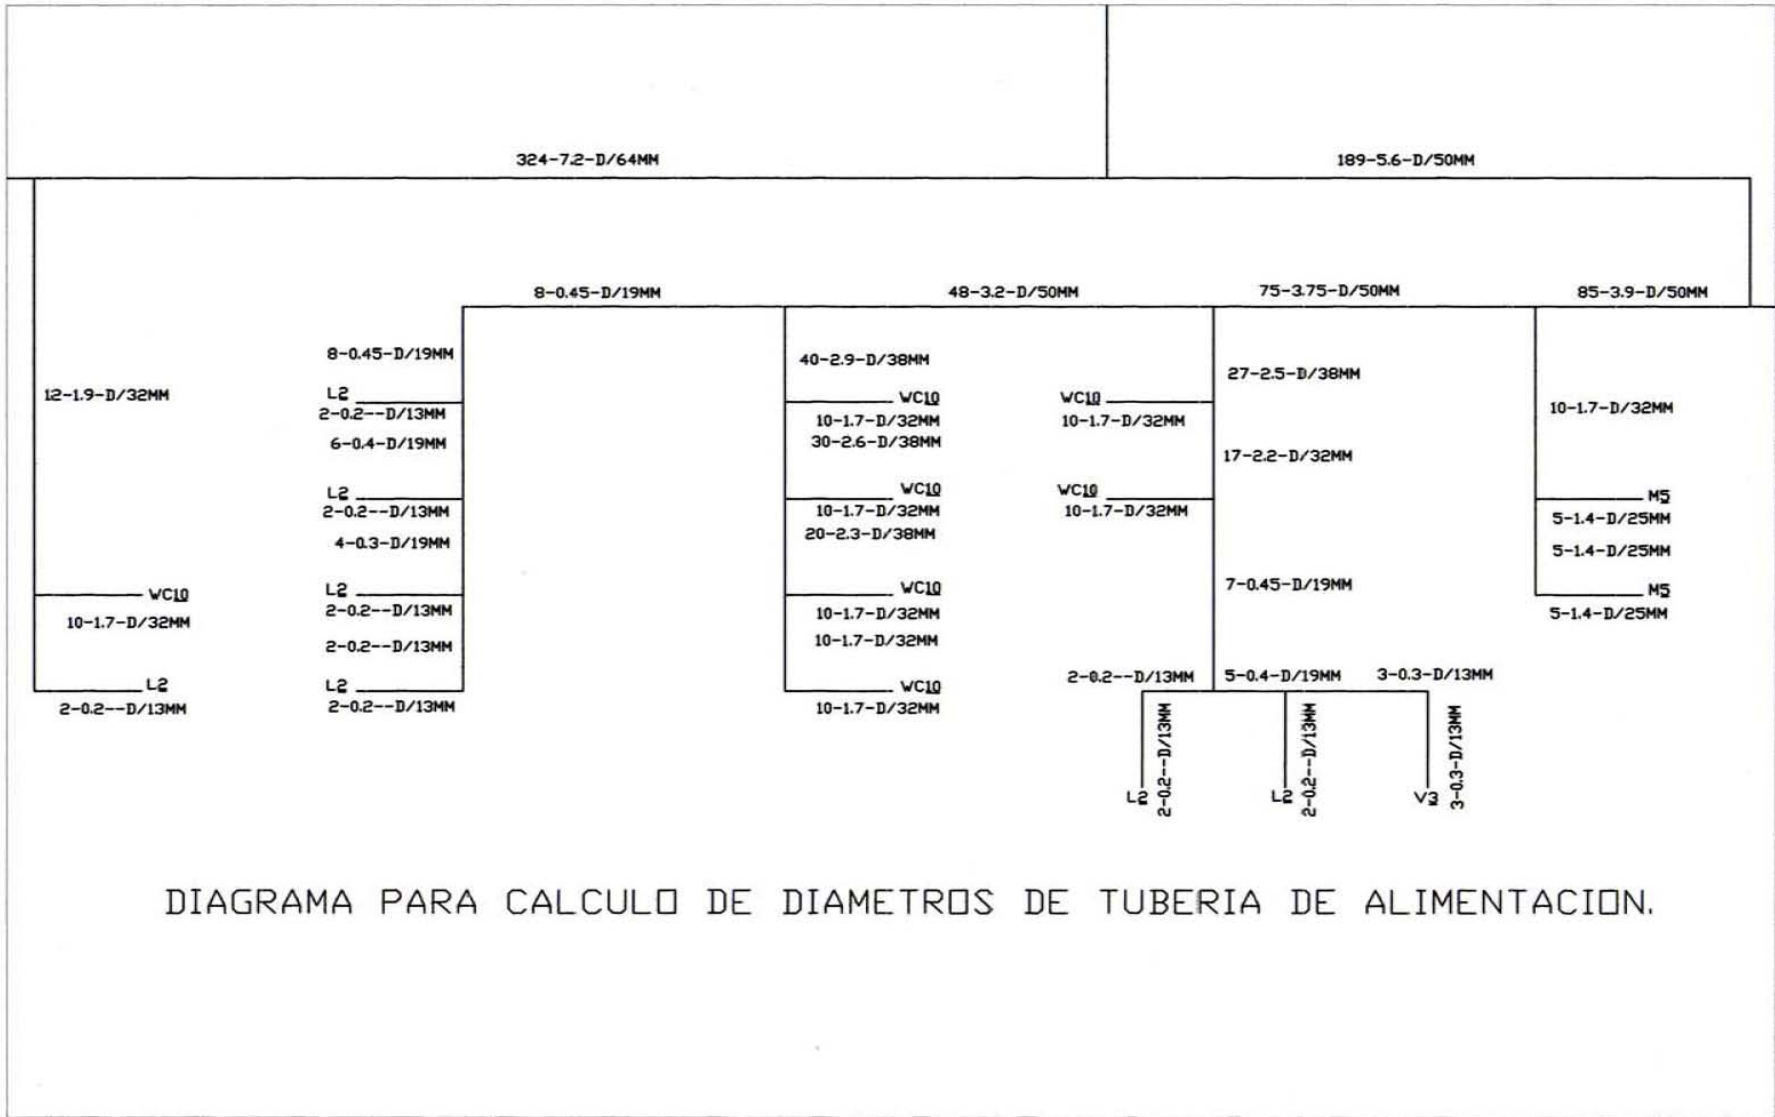 324-7.2-D/64MM
189-5.6-D/50MM
8-0.45-D/19MM
48-3.2-D/50MM
75-3.75-D/50MM
85-3.9-D/50MM
12-1.9-D/32MM
WC10
10-1.7-D/32MM
L2
2-0.2--D/13MM
8-0.45-D/19MM
L2
2-0.2--D/13MM
6-0.4-D/19MM
L2
2-0.2--D/13MM
4-0.3-D/19MM
L2
2-0.2--D/13MM
2-0.2--D/13MM
L2
2-0.2--D/13MM
40-2.9-D/38MM
WC10
10-1.7-D/32MM
30-2.6-D/38MM
WC10
10-1.7-D/32MM
20-2.3-D/38MM
WC10
10-1.7-D/32MM
10-1.7-D/32MM
WC10
10-1.7-D/32MM
27-2.5-D/38MM
WC10
10-1.7-D/32MM
17-2.2-D/32MM
WC10
10-1.7-D/32MM
7-0.45-D/19MM
2-0.2--D/13MM
5-0.4-D/19MM
3-0.3-D/13MM
L2
2-0.2--D/13MM
L2
2-0.2--D/13MM
V3
3-0.3-D/13MM
10-1.7-D/32MM
M5
5-1.4-D/25MM
5-1.4-D/25MM
M5
5-1.4-D/25MM
DIAGRAMA PARA CALCULO DE DIAMETROS DE TUBERIA DE ALIMENTACION.